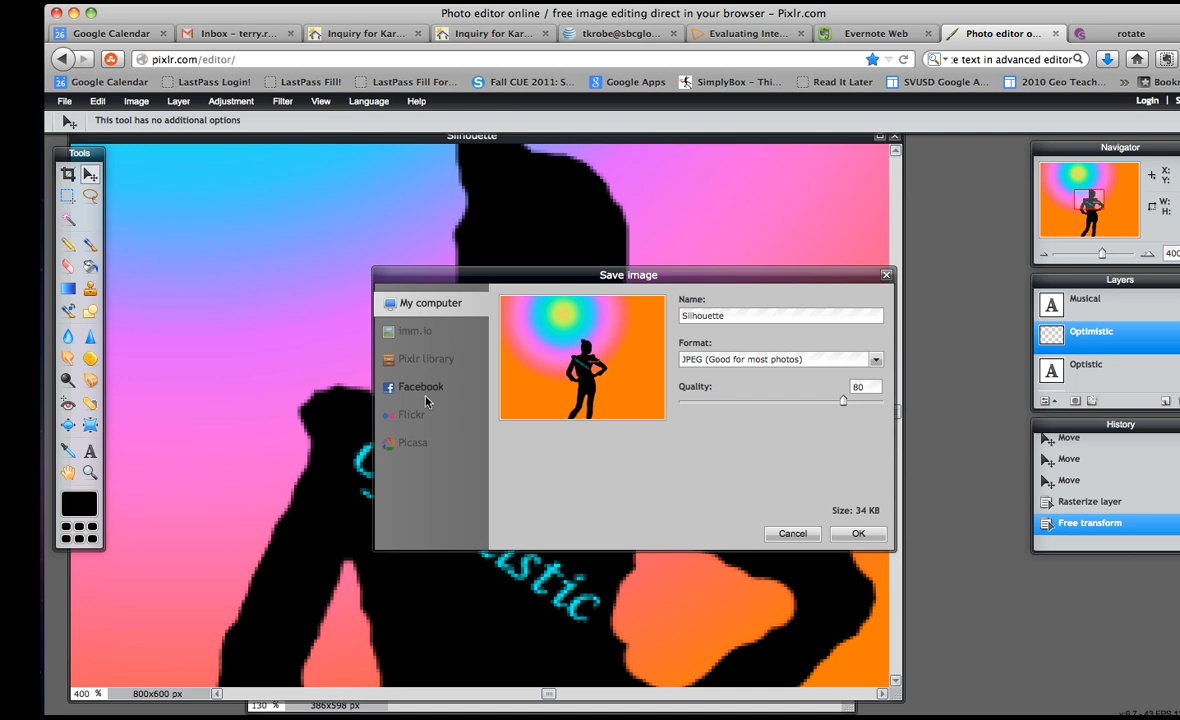 Photo editor online / free image editing direct in your browser - Pixlr.com
Google Calendar Inbox – terry.r... Inquiry for Kar... Inquiry for Kar... tkrobe@sbcglo... Evaluating Inte... Evernote Web Photo editor o... rotate
pixlr.com/editor/ :e text in advanced editor
Google Calendar LastPass Login! LastPass Fill! LastPass Fill For... Fall CUE 2011: S... Google Apps SimplyBox – Thi... Read It Later SVUSD Google A... 2010 Geo Teach... Bookr
File Edit Image Layer Adjustment Filter View Language Help Login | S
This tool has no additional options
Silhouette
Tools
Navigator
X:
Y:
W:
H:
400
Save image
My computer
imm.io
Pixlr library
Facebook
Flickr
Picasa
Name:
Silhouette
Format:
JPEG (Good for most photos)
Quality: 80
Size: 34 KB
Cancel OK
Layers
A Musical
Optimistic
A Optistic
History
Move
Move
Move
Rasterize layer
Free transform
istic
400 % 800x600 px
130 % 386x598 px